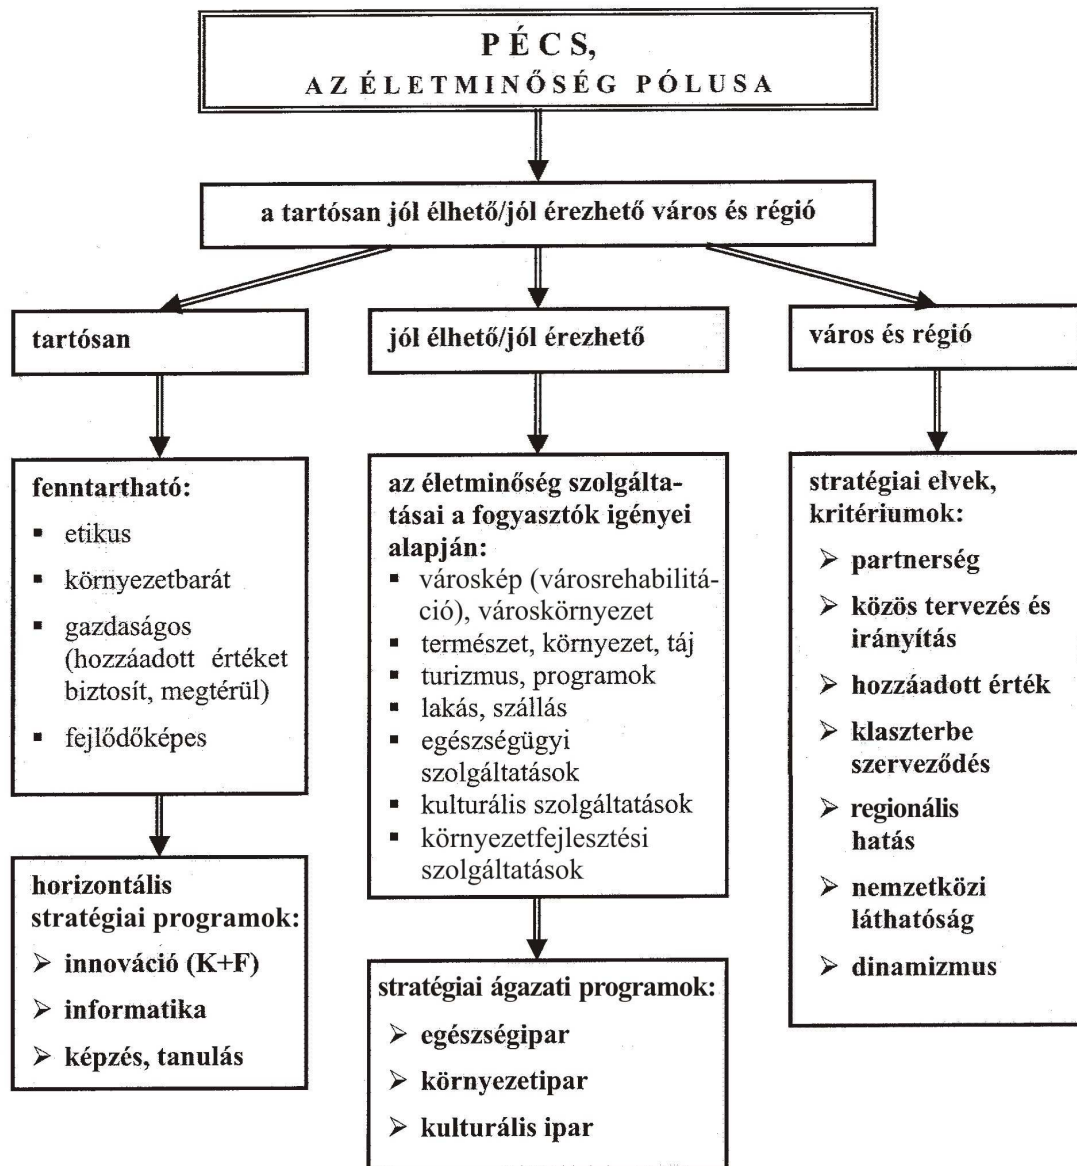 PÉCS,
AZ ÉLETMINŐSÉG PÓLUSA
a tartósan jól élhető/jól érezhető város és régió
tartósan
jól élhető/jól érezhető
város és régió
fenntartható:
▪ etikus
▪ környezetbarát
▪ gazdaságos
(hozzáadott értéket
biztosít, megtérül)
▪ fejlődőképes
horizontális
stratégiai programok:
➢ innováció (K+F)
➢ informatika
➢ képzés, tanulás
az életminőség szolgálta-
tásai a fogyasztók igényei
alapján:
▪ városkép (városrehabilitá-
ció), városkörnyezet
▪ természet, környezet, táj
▪ turizmus, programok
▪ lakás, szállás
▪ egészségügyi
szolgáltatások
▪ kulturális szolgáltatások
▪ környezetfejlesztési
szolgáltatások
stratégiai ágazati programok:
➢ egészségipar
➢ környezetipar
➢ kulturális ipar
stratégiai elvek,
kritériumok:
➢ partnerség
➢ közös tervezés és
irányítás
➢ hozzáadott érték
➢ klaszterbe
szerveződés
➢ regionális
hatás
➢ nemzetközi
láthatóság
➢ dinamizmus